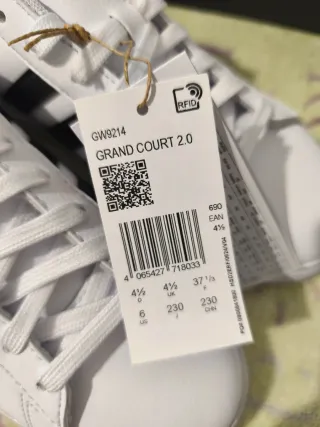 RFID
GW9214
GRAND COURT 2.0
690
EAN
4½
4 065427 718033
4½ 4½ 37 1/3
D UK F
6 230 230
US J CHN